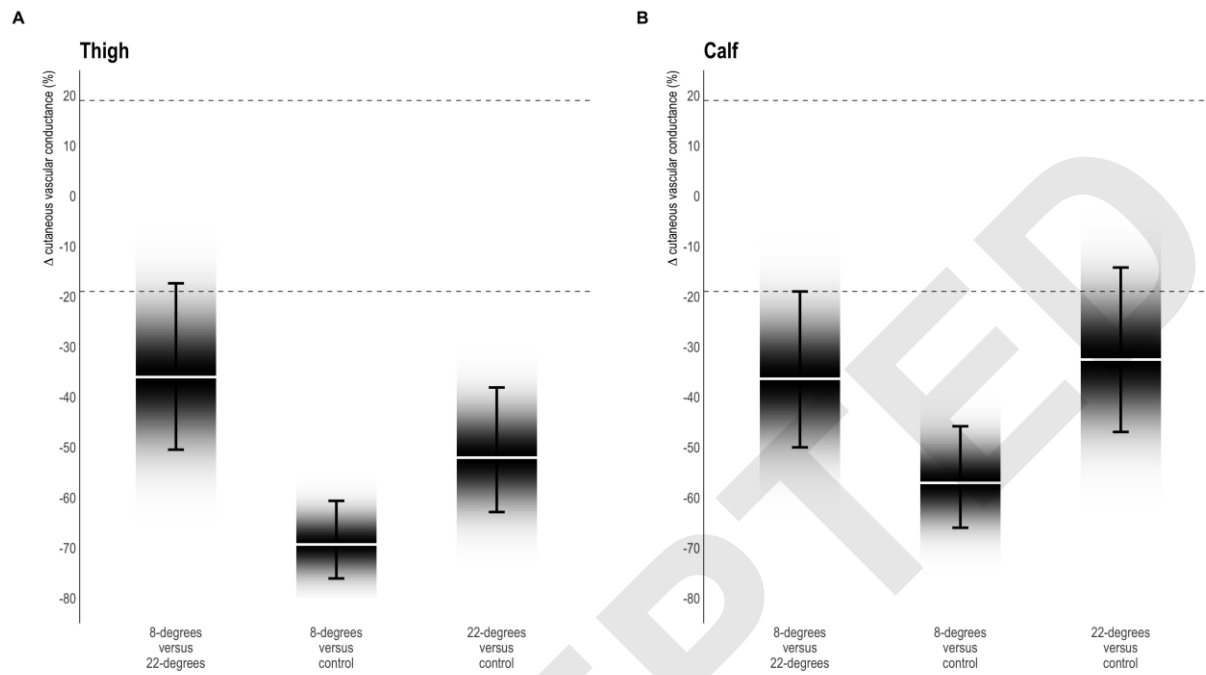 A
Thigh
Δ cutaneous vascular conductance (%)
20
10
0
-10
-20
-30
-40
-50
-60
-70
-80
8-degrees
versus
22-degrees
8-degrees
versus
control
22-degrees
versus
control
B
Calf
Δ cutaneous vascular conductance (%)
20
10
0
-10
-20
-30
-40
-50
-60
-70
-80
8-degrees
versus
22-degrees
8-degrees
versus
control
22-degrees
versus
control
PTED